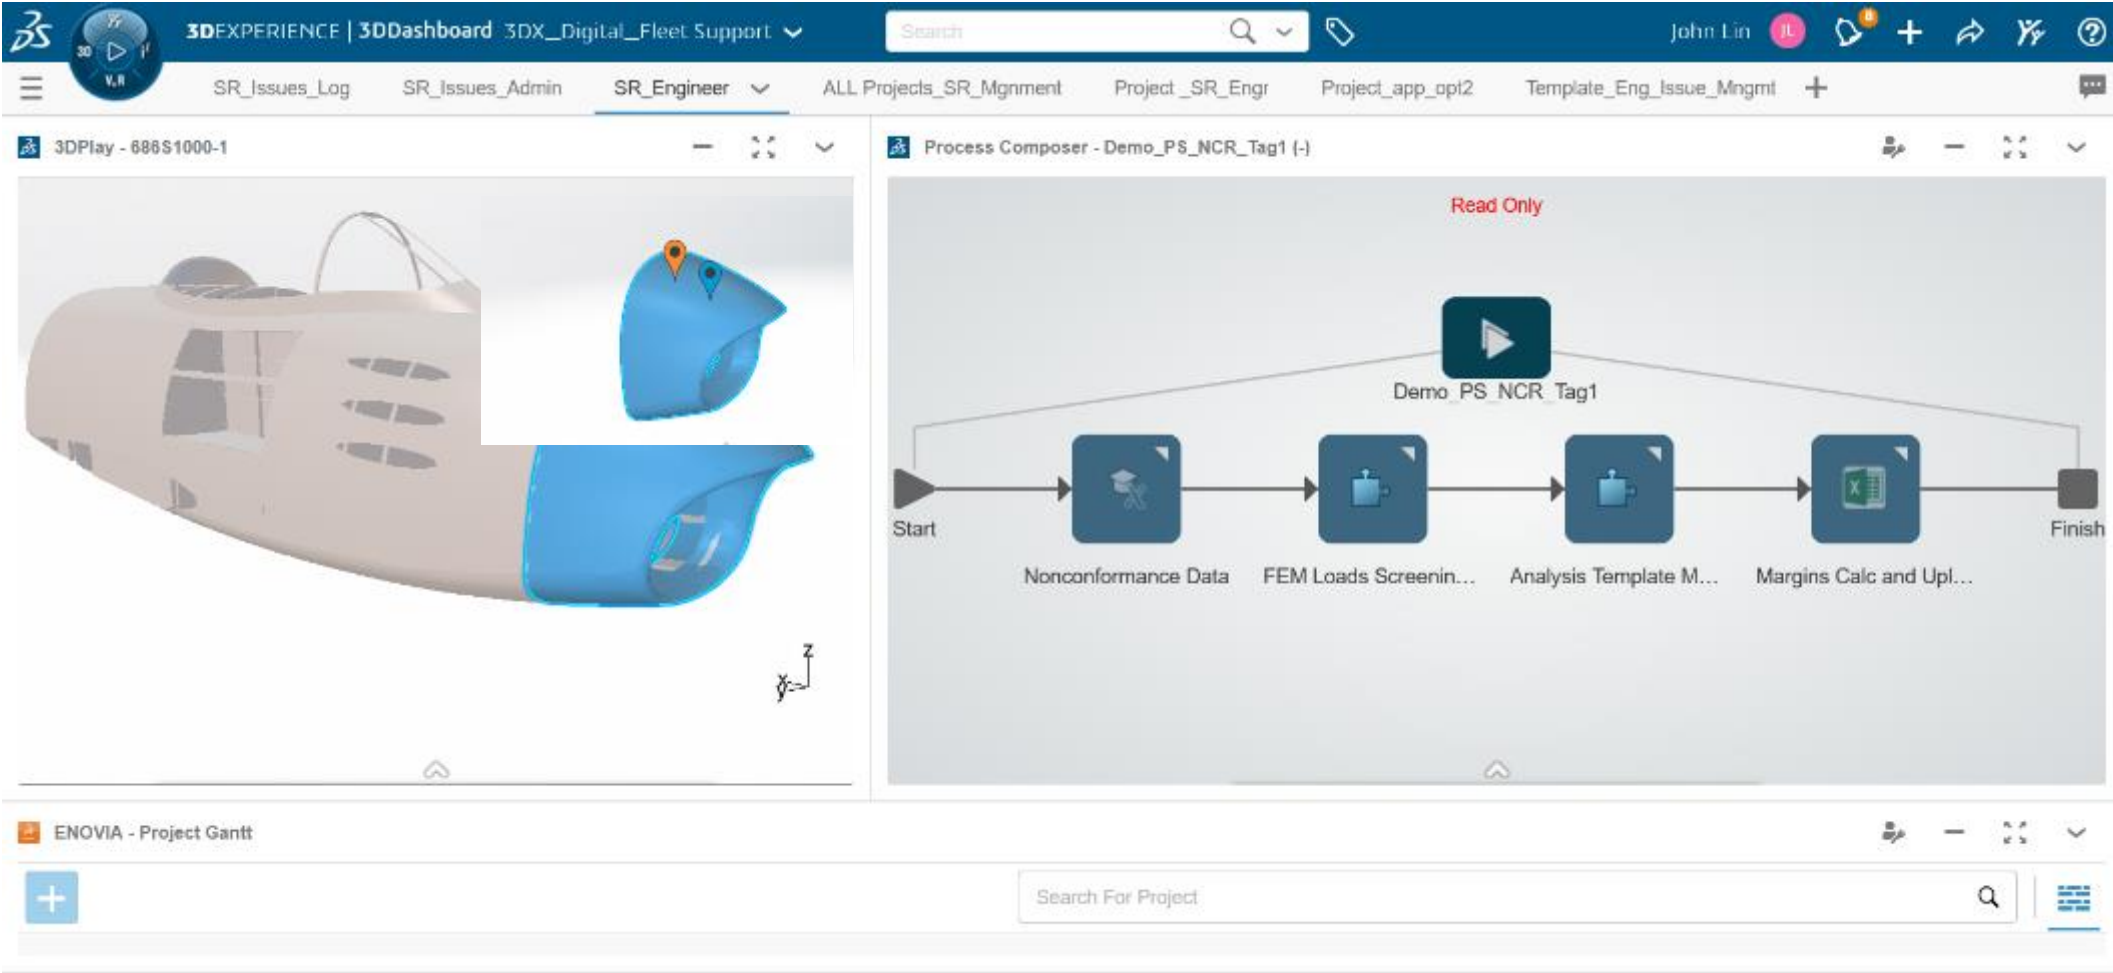 3DEXPERIENCE | 3DDashboard 3DX_Digital_Fleet Support
Search
John Lin
JL
8
3D
V.R
SR_Issues_Log
SR_Issues_Admin
SR_Engineer
ALL Projects_SR_Mgnment
Project _SR_Engr
Project_app_opt2
Template_Eng_Issue_Mngmt
3DPlay - 686S1000-1
Process Composer - Demo_PS_NCR_Tag1 (-)
Read Only
Demo_PS_NCR_Tag1
Start
Finish
Nonconformance Data
FEM Loads Screenin...
Analysis Template M...
Margins Calc and Upl...
z
x
y
ENOVIA - Project Gantt
Search For Project